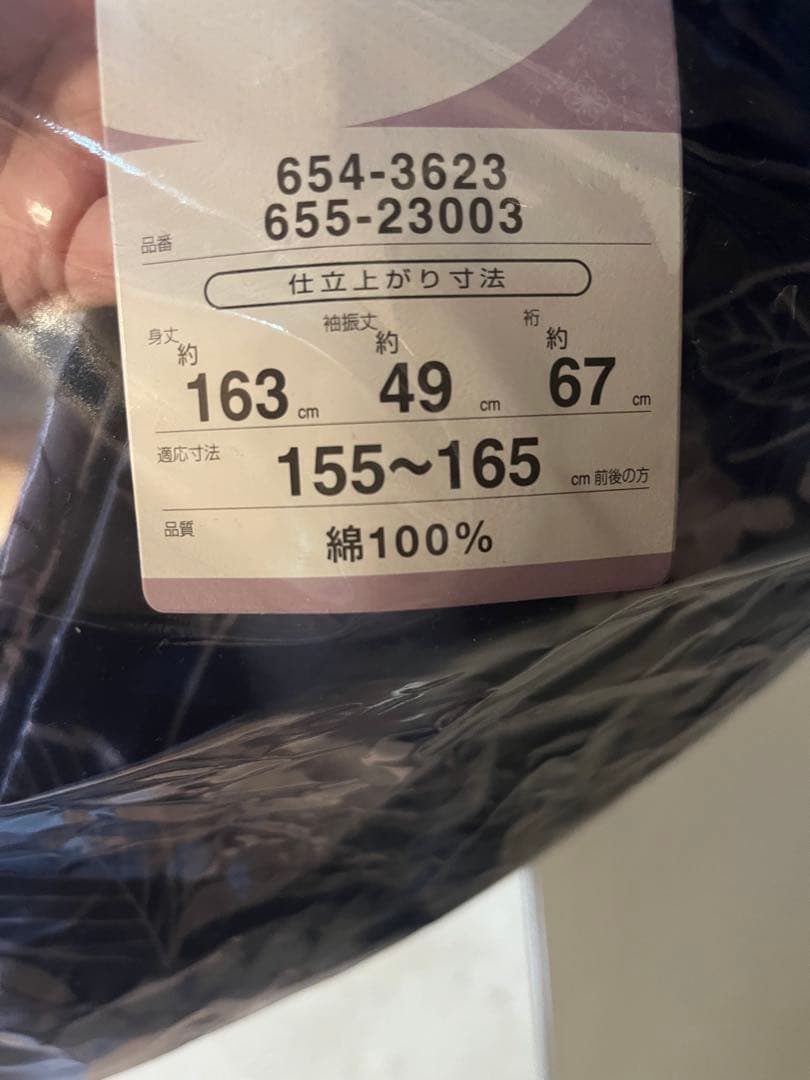 654-3623
品番 655-23003
仕立上がり寸法
身丈 約 163 cm 袖振丈 約 49 cm 裄 約 67 cm
適応寸法 155～165 cm 前後の方
品質 綿100%